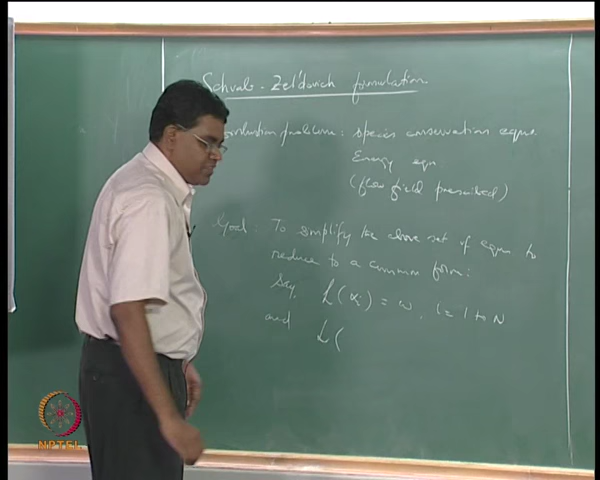 Schvab-Zel'dovich formulation
Combustion problem: species conservation eqns.
Energy eqn
(flow field prescribed)
Goal: To simplify the above set of eqns to
reduce to a common form:
Say, L(αi) = ω, i = 1 to N
and L(
NPTEL